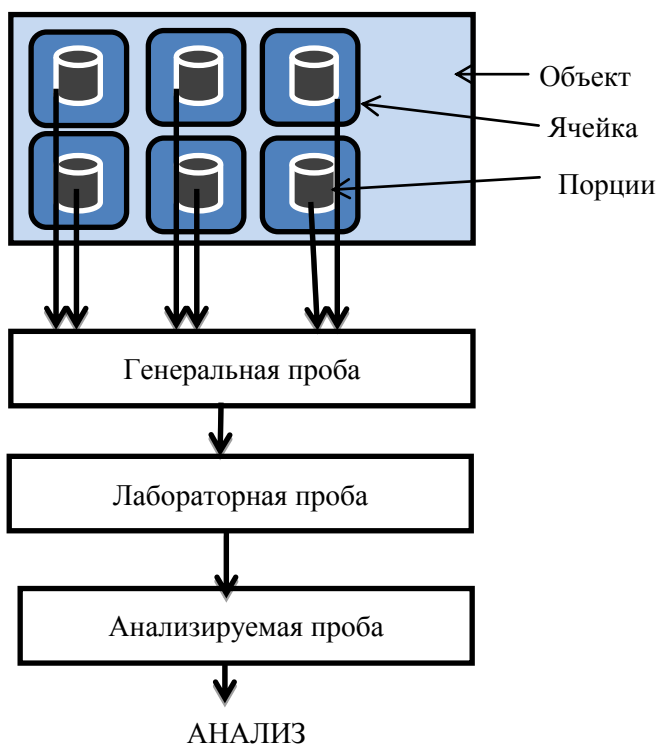 Объект
Ячейка
Порции
Генеральная проба
Лабораторная проба
Анализируемая проба
АНАЛИЗ